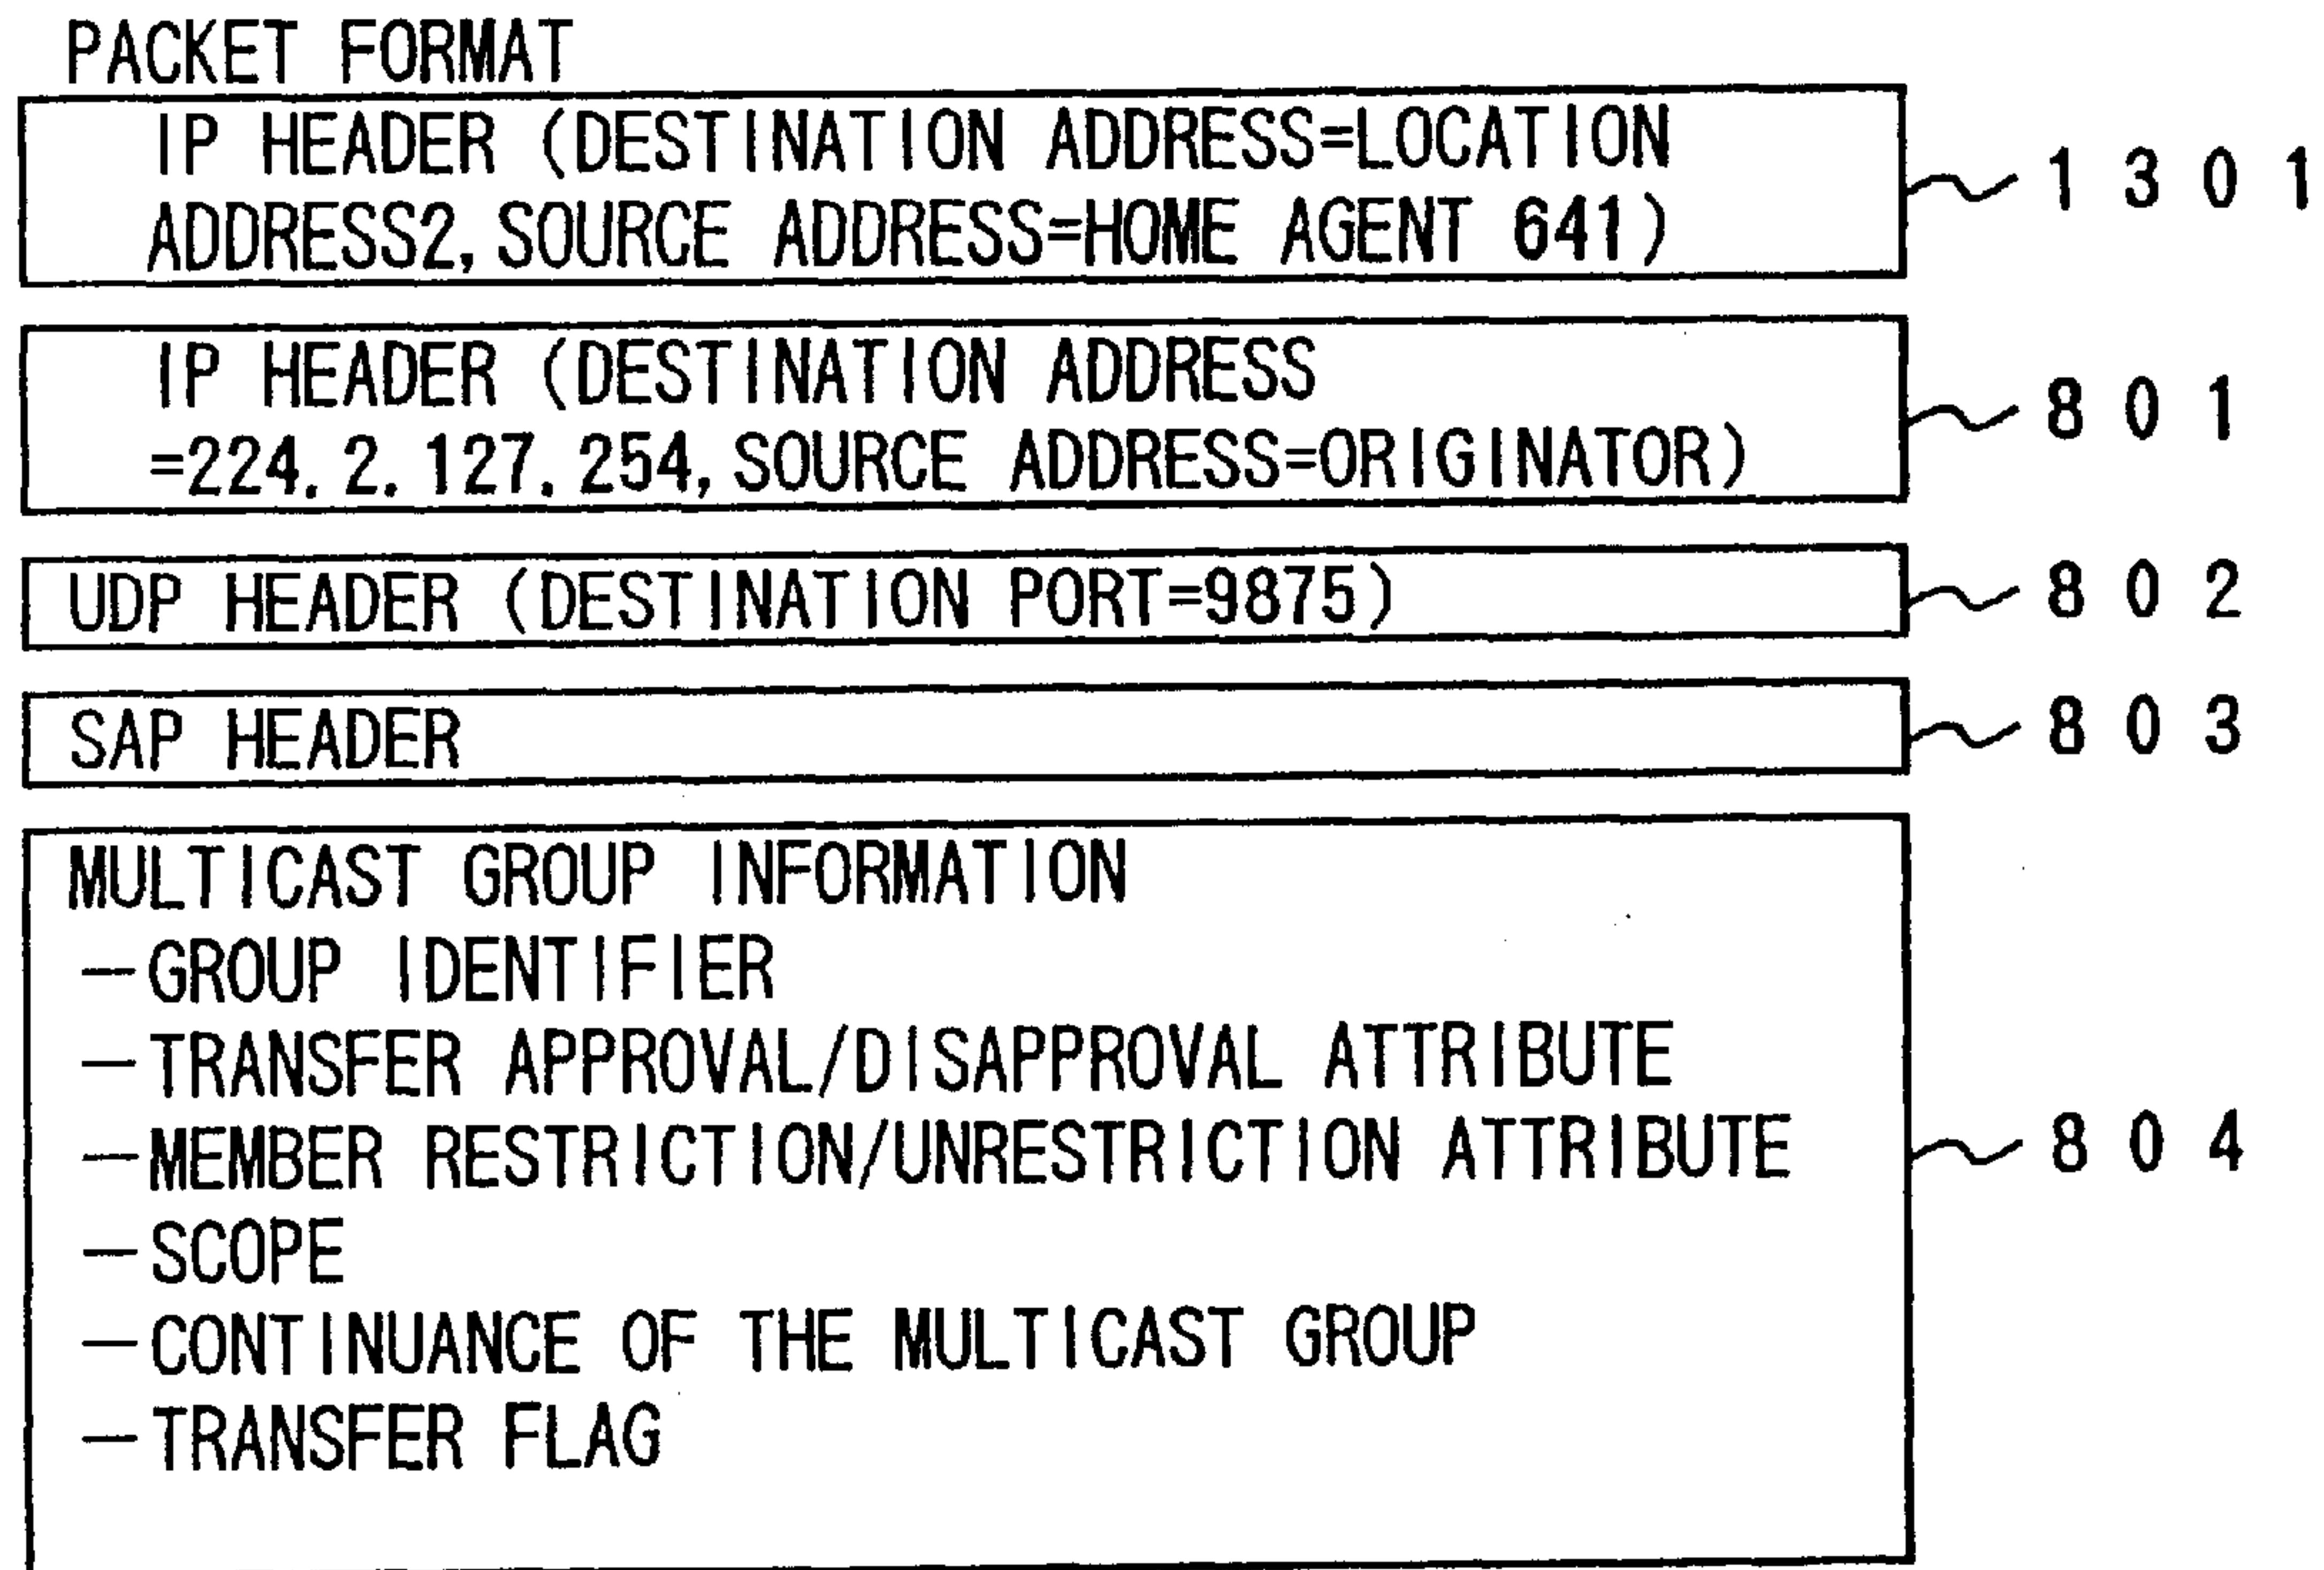 PACKET FORMAT
IP HEADER (DESTINATION ADDRESS=LOCATION
ADDRESS2, SOURCE ADDRESS=HOME AGENT 641)
1301
IP HEADER (DESTINATION ADDRESS
=224. 2. 127. 254, SOURCE ADDRESS=ORIGINATOR)
801
UDP HEADER (DESTINATION PORT=9875)
802
SAP HEADER
803
MULTICAST GROUP INFORMATION
—GROUP IDENTIFIER
—TRANSFER APPROVAL/DISAPPROVAL ATTRIBUTE
—MEMBER RESTRICTION/UNRESTRICTION ATTRIBUTE
804
—SCOPE
—CONTINUANCE OF THE MULTICAST GROUP
—TRANSFER FLAG